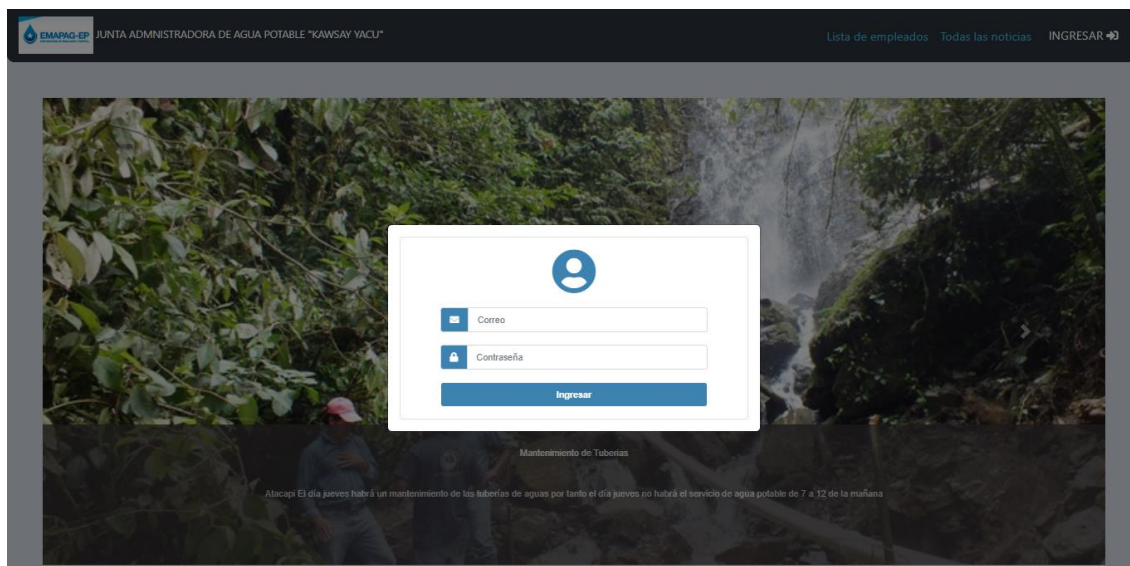 EMAPAG-EP
JUNTA ADMNISTRADORA DE AGUA POTABLE "KAWSAY YACU"
Lista de empleados
Todas las noticias
INGRESAR
Correo
Contraseña
Ingresar
Mantenimiento de Tuberias
Atacapi El día jueves habrá un mantenimiento de las tuberías de aguas por tanto el día jueves no habrá el servicio de agua potable de 7 a 12 de la mañana